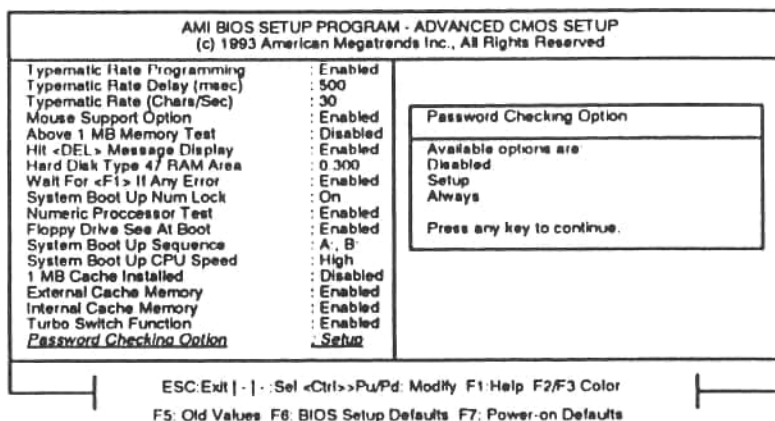 AMI BIOS SETUP PROGRAM - ADVANCED CMOS SETUP
(c) 1993 American Megatrends Inc., All Rights Reserved
Typematic Rate Programming : Enabled
Typematic Rate Delay (msec) : 500
Typematic Rate (Chars/Sec) : 30
Mouse Support Option : Enabled
Above 1 MB Memory Test : Disabled
Hit <DEL> Message Display : Enabled
Hard Disk Type 47 RAM Area : 0:300
Wait For <F1> If Any Error : Enabled
System Boot Up Num Lock : On
Numeric Proccessor Test : Enabled
Floppy Drive See At Boot : Enabled
System Boot Up Sequence : A:, B:
System Boot Up CPU Speed : High
1 MB Cache Installed : Disabled
External Cache Memory : Enabled
Internal Cache Memory : Enabled
Turbo Switch Function : Enabled
Password Checking Option : Setup
Password Checking Option
Available options are:
Disabled
Setup
Always
Press any key to continue.
ESC:Exit | - | - :Sel <Ctrl>>Pu/Pd: Modify F1:Help F2/F3 Color
F5: Old Values F6: BIOS Setup Defaults F7: Power-on Defaults